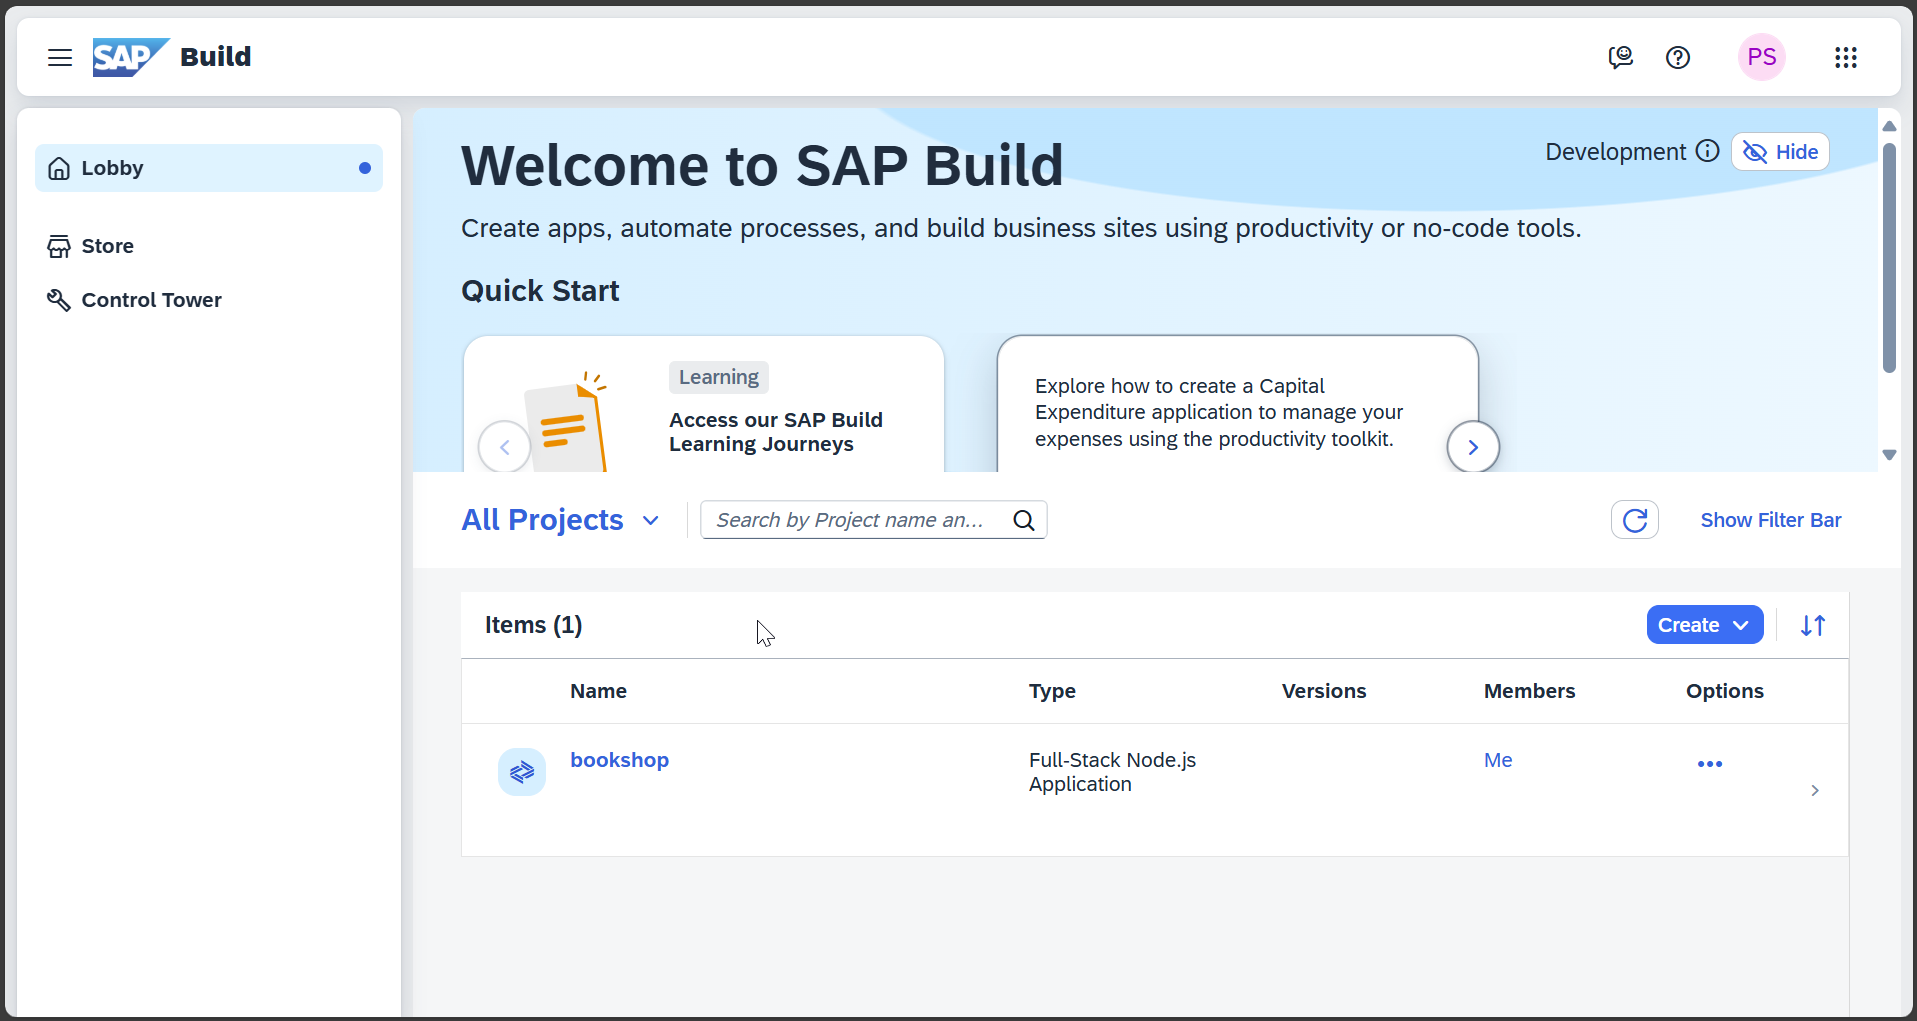 SAP Build
PS
Lobby
Store
Control Tower
Welcome to SAP Build
Development
Hide
Create apps, automate processes, and build business sites using productivity or no-code tools.
Quick Start
Learning
Access our SAP Build
Learning Journeys
Explore how to create a Capital
Expenditure application to manage your
expenses using the productivity toolkit.
All Projects
Search by Project name an...
Show Filter Bar
Items (1)
Create
Name Type Versions Members Options
bookshop
Full-Stack Node.js
Application
Me